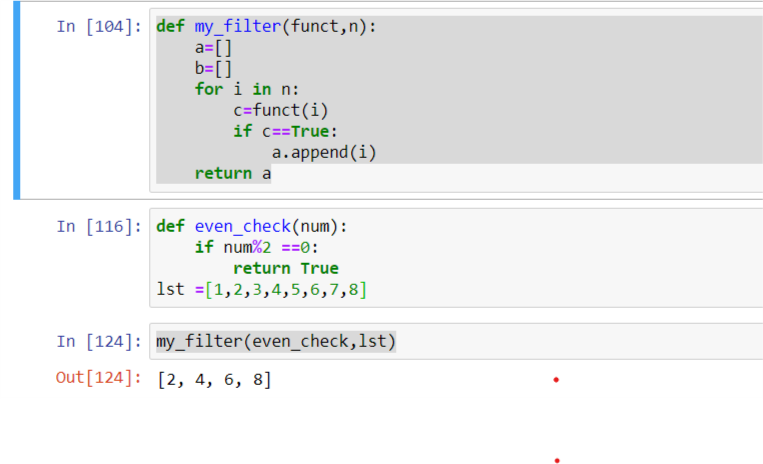 In [104]: def my_filter(funct,n):
    a=[]
    b=[]
    for i in n:
        c=funct(i)
        if c==True:
            a.append(i)
    return a
In [116]: def even_check(num):
    if num%2 ==0:
        return True
lst =[1,2,3,4,5,6,7,8]
In [124]: my_filter(even_check,lst)
Out[124]: [2, 4, 6, 8]